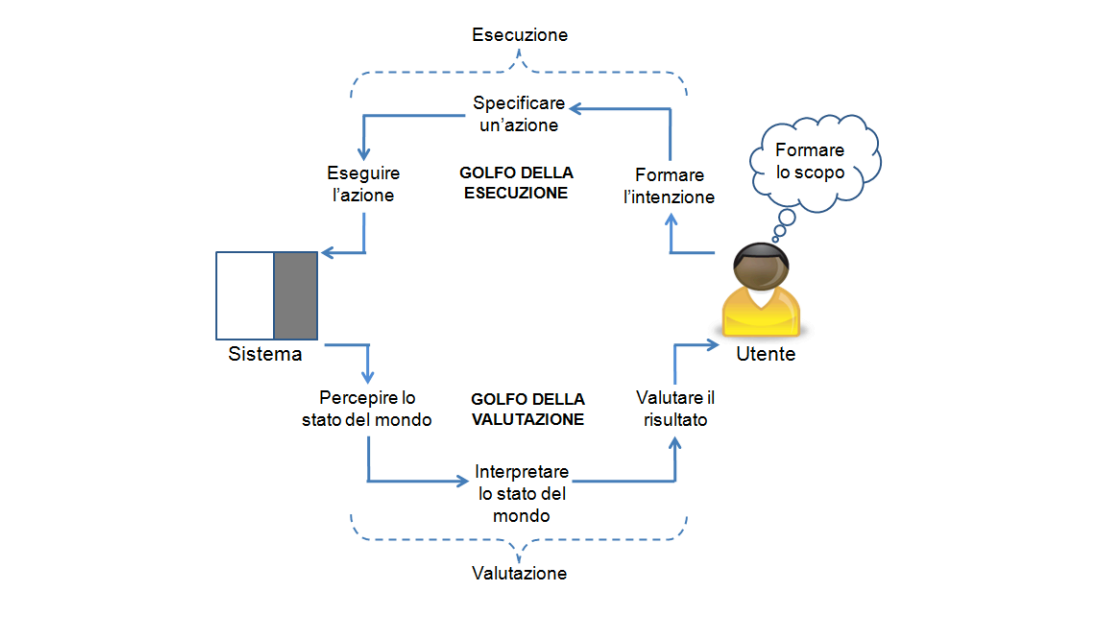 Esecuzione
Specificare
un'azione
Formare
lo scopo
Eseguire
l'azione
GOLFO DELLA
ESECUZIONE
Formare
l'intenzione
Sistema
Utente
Percepire lo
stato del mondo
GOLFO DELLA
VALUTAZIONE
Valutare il
risultato
Interpretare
lo stato del
mondo
Valutazione